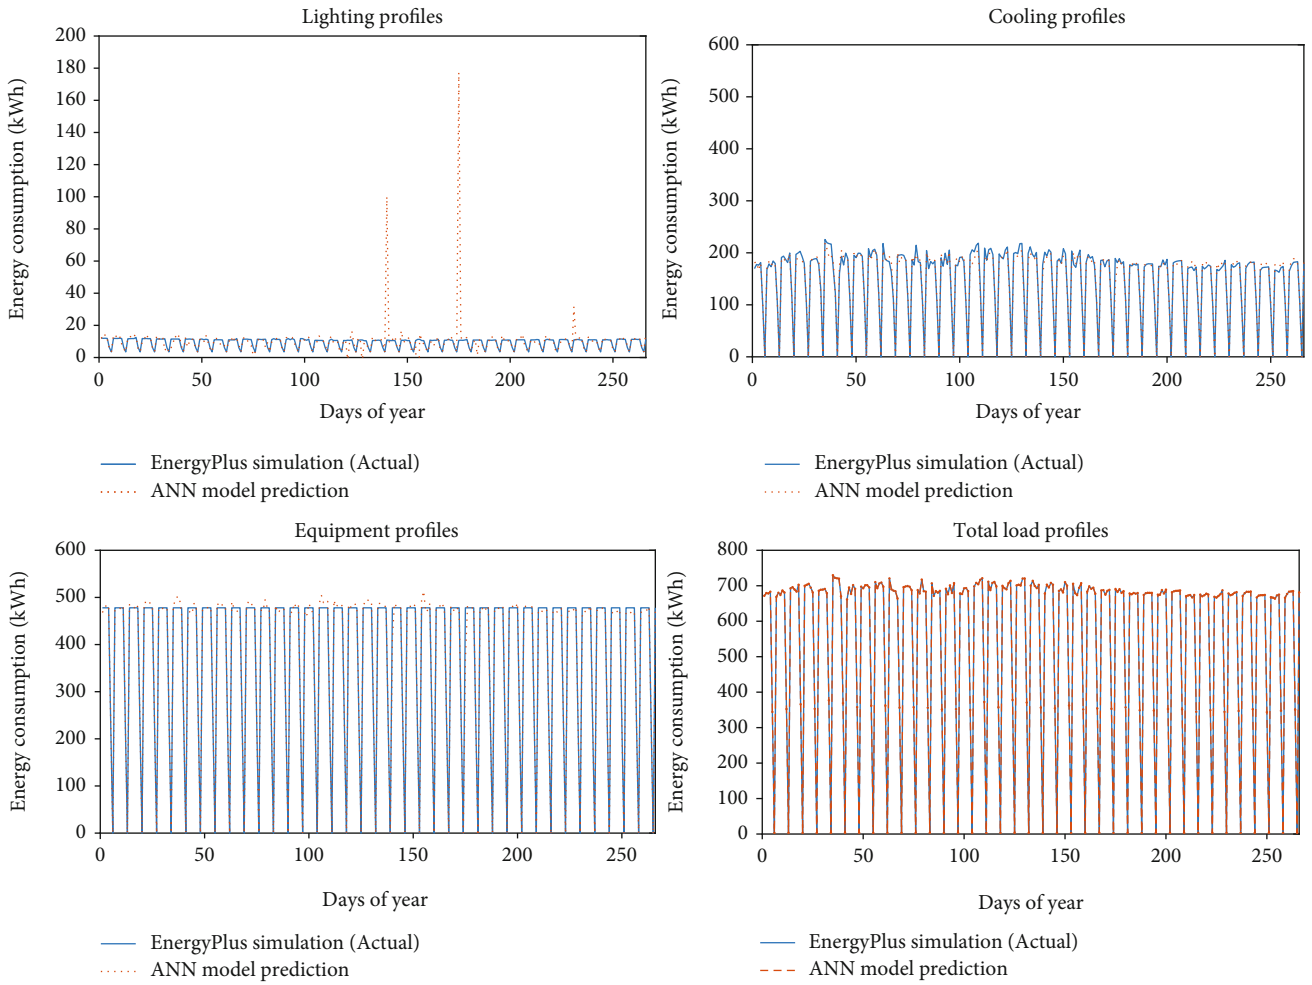 Lighting profiles
200
180
160
140
120
100
80
60
40
20
0
Energy consumption (kWh)
0 50 100 150 200 250
Days of year
EnergyPlus simulation (Actual)
ANN model prediction
Cooling profiles
600
500
400
300
200
100
0
Energy consumption (kWh)
0 50 100 150 200 250
Days of year
EnergyPlus simulation (Actual)
ANN model prediction
Equipment profiles
600
500
400
300
200
100
0
Energy consumption (kWh)
0 50 100 150 200 250
Days of year
EnergyPlus simulation (Actual)
ANN model prediction
Total load profiles
800
700
600
500
400
300
200
100
0
Energy consumption (kWh)
0 50 100 150 200 250
Days of year
EnergyPlus simulation (Actual)
ANN model prediction